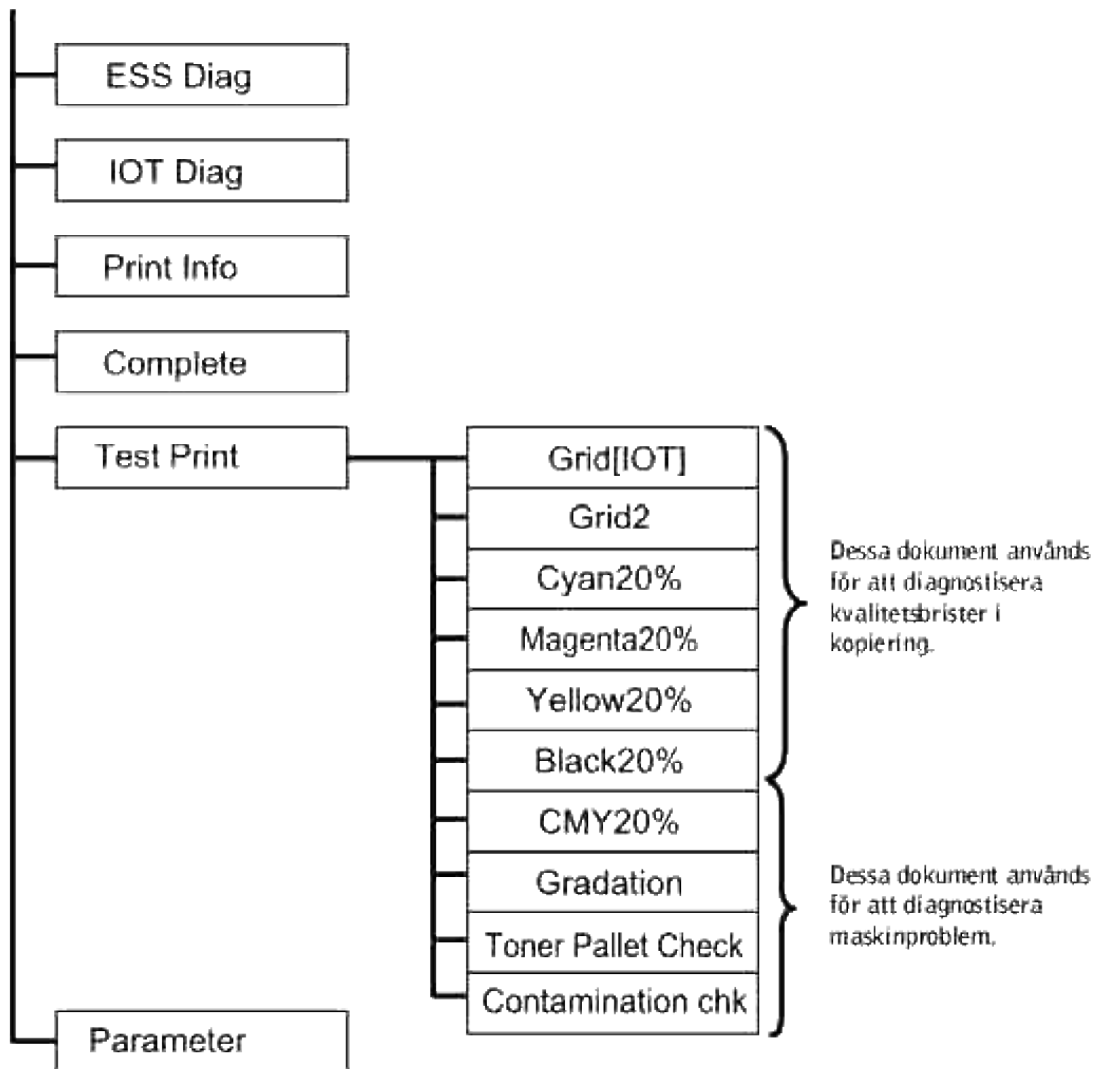 ESS Diag
IOT Diag
Print Info
Complete
Test Print
Grid[IOT]
Grid2
Cyan20%
Magenta20%
Yellow20%
Black20%
CMY20%
Gradation
Toner Pallet Check
Contamination chk
Dessa dokument används
för att diagnostisera
kvalitetsbrister i
kopiering.
Dessa dokument används
för att diagnostisera
maskinproblem.
Parameter